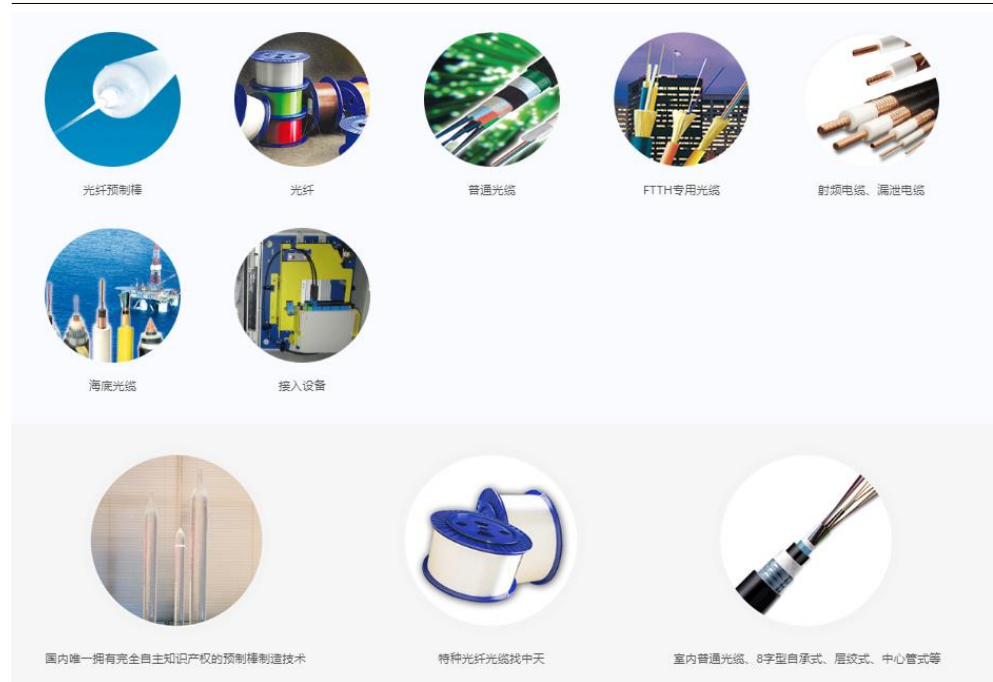 光纤预制棒
光纤
普通光缆
FTTH专用光缆
射频电缆、漏泄电缆
海底光缆
接入设备
国内唯一拥有完全自主知识产权的预制棒制造技术
特种光纤光缆找中天
室内普通光缆、8字型自承式、层绞式、中心管式等